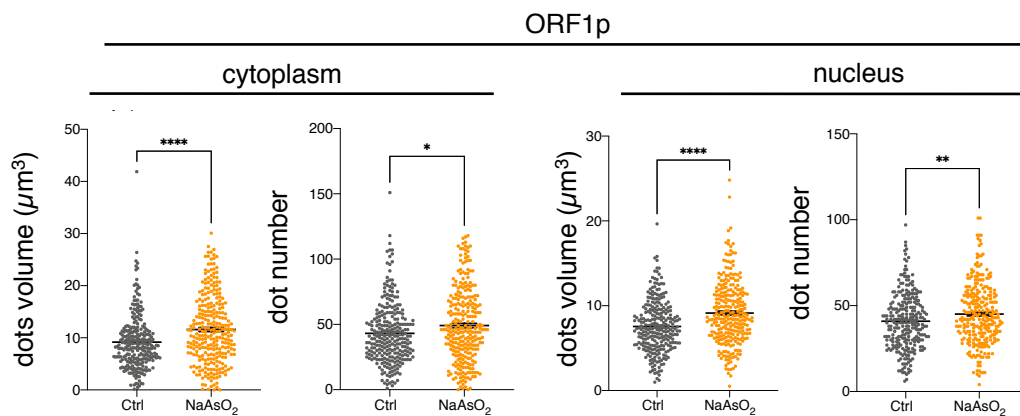 ORF1p
cytoplasm
nucleus
dots volume (µm³)
50
40
30
20
10
0
****
Ctrl
NaAsO₂
dot number
200
150
100
50
0
*
Ctrl
NaAsO₂
dots volume (µm³)
30
20
10
0
****
Ctrl
NaAsO₂
dot number
150
100
50
0
**
Ctrl
NaAsO₂